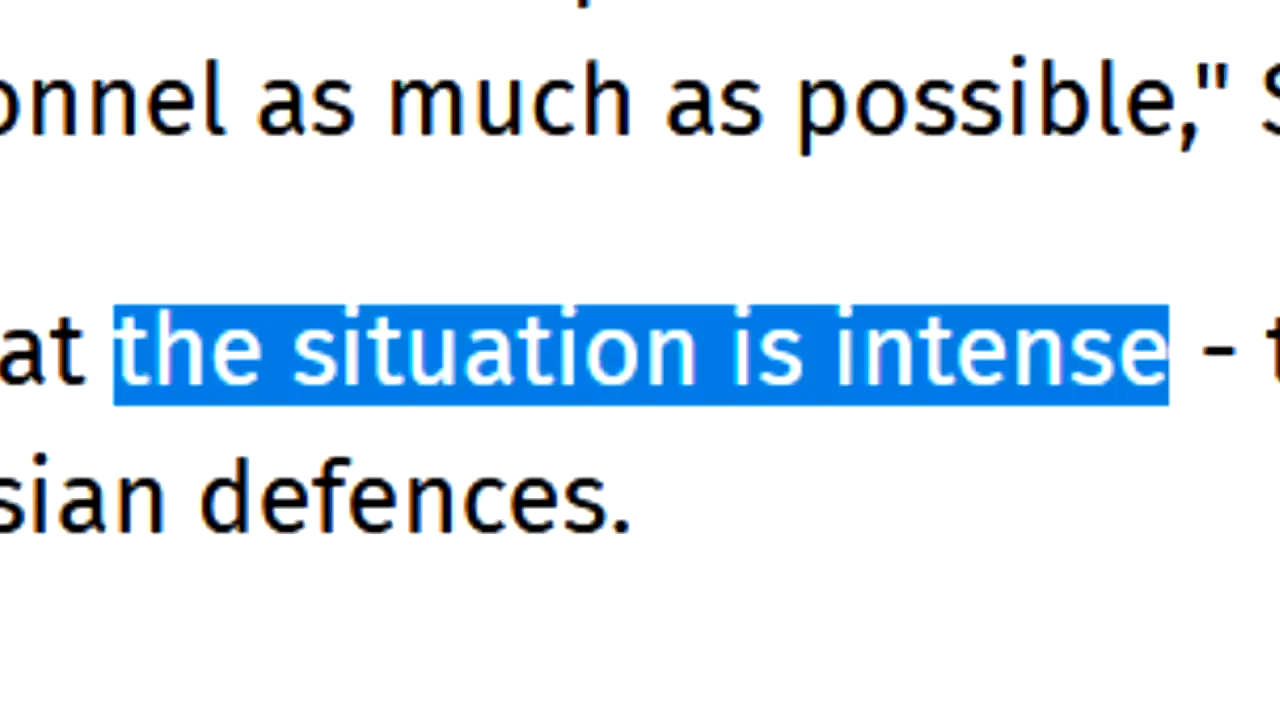 onnel as much as possible," S
at the situation is intense - t
sian defences.